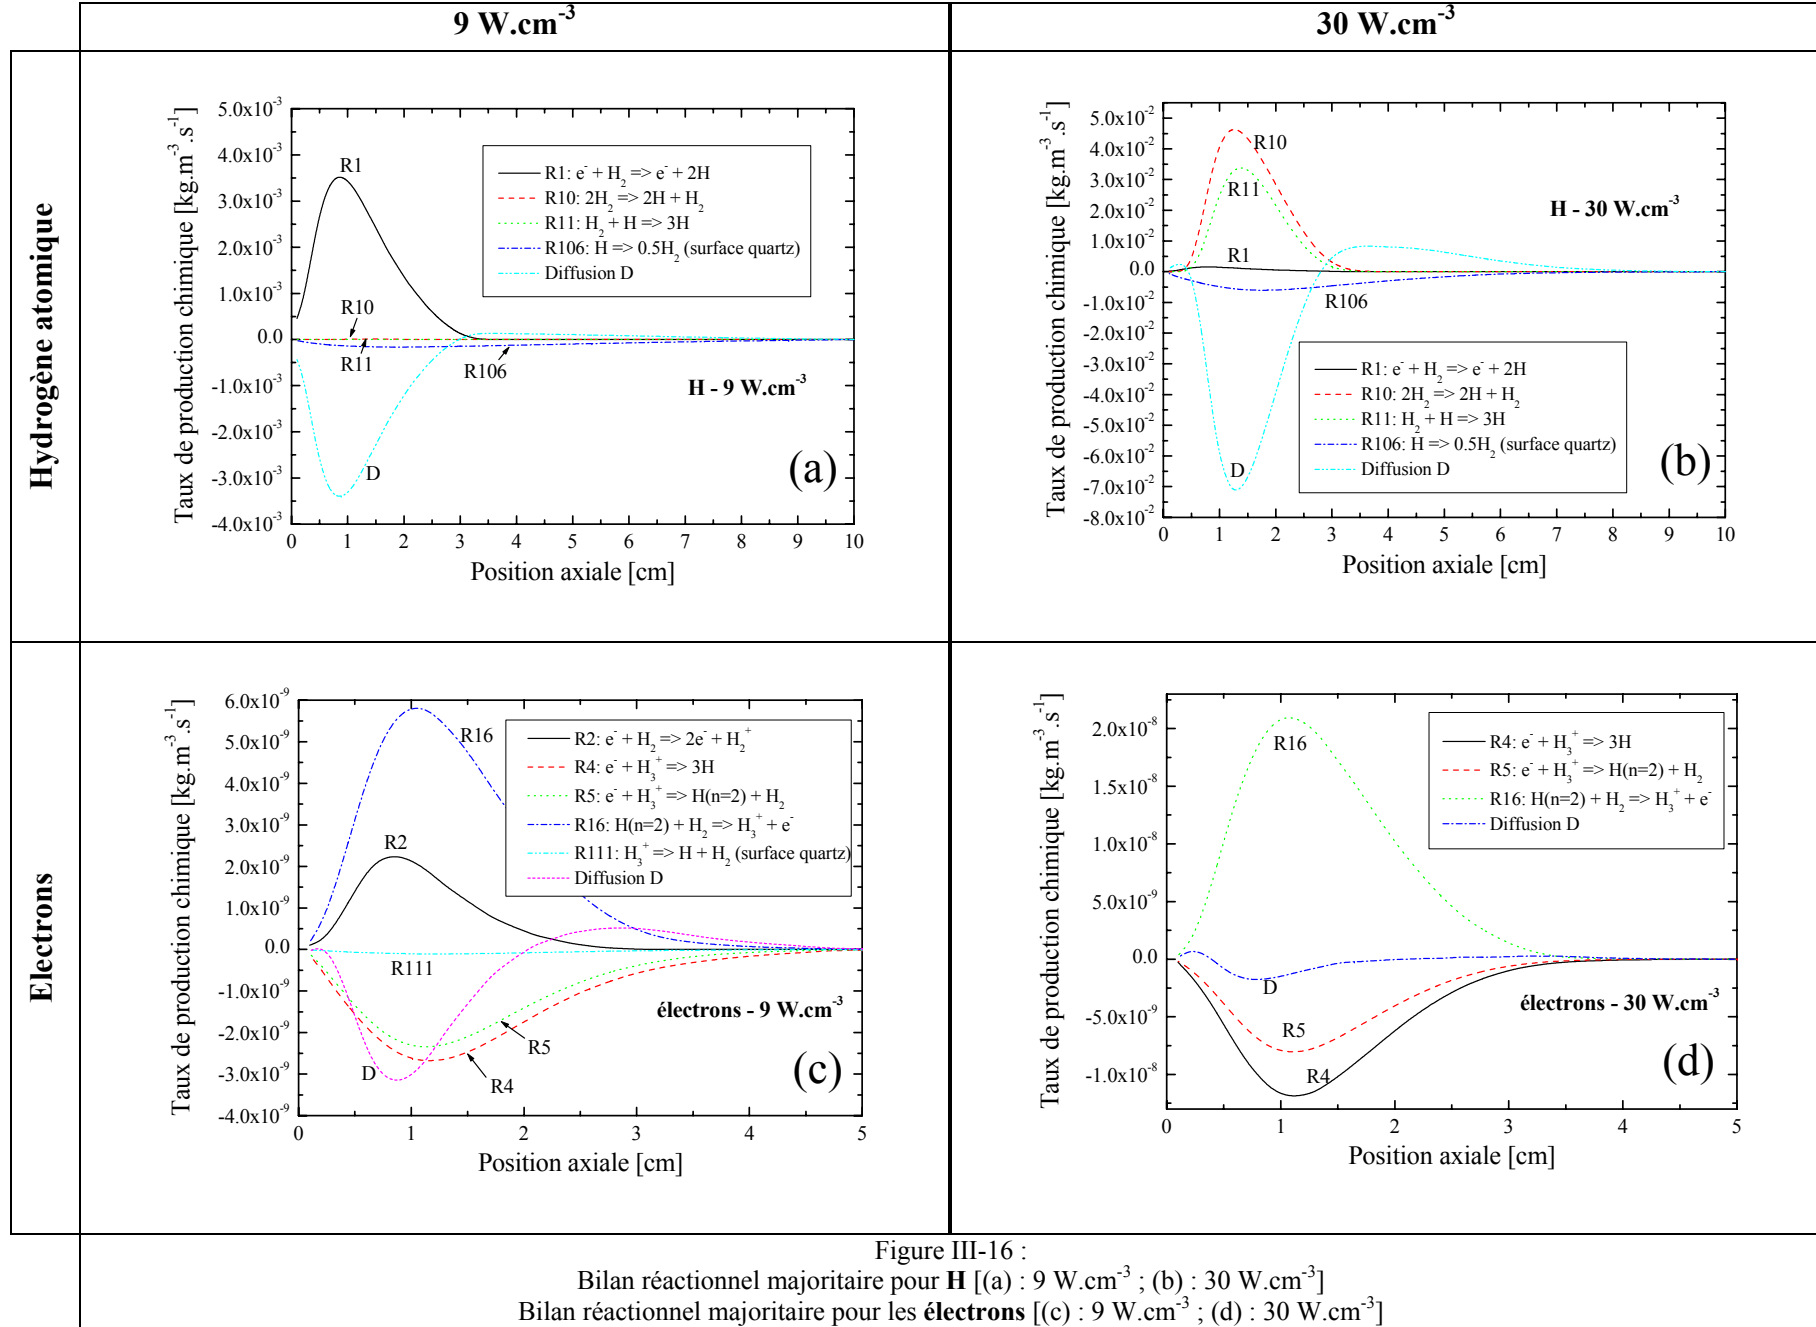 9 W.cm⁻³
30 W.cm⁻³
Hydrogène atomique
Taux de production chimique [kg.m⁻³.s⁻¹]
5.0x10⁻³
4.0x10⁻³
3.0x10⁻³
2.0x10⁻³
1.0x10⁻³
0.0
-1.0x10⁻³
-2.0x10⁻³
-3.0x10⁻³
-4.0x10⁻³
R1
R1: e⁻ + H₂ => e⁻ + 2H
R10: 2H₂ => 2H + H₂
R11: H₂ + H => 3H
R106: H => 0.5H₂ (surface quartz)
Diffusion D
R10
R11
R106
H - 9 W.cm⁻³
D
(a)
0 1 2 3 4 5 6 7 8 9 10
Position axiale [cm]
Taux de production chimique [kg.m⁻³.s⁻¹]
5.0x10⁻²
4.0x10⁻²
3.0x10⁻²
2.0x10⁻²
1.0x10⁻²
0.0
-1.0x10⁻²
-2.0x10⁻²
-3.0x10⁻²
-4.0x10⁻²
-5.0x10⁻²
-6.0x10⁻²
-7.0x10⁻²
-8.0x10⁻²
R10
R11
H - 30 W.cm⁻³
R1
R106
R1: e⁻ + H₂ => e⁻ + 2H
R10: 2H₂ => 2H + H₂
R11: H₂ + H => 3H
R106: H => 0.5H₂ (surface quartz)
Diffusion D
D
(b)
0 1 2 3 4 5 6 7 8 9 10
Position axiale [cm]
Electrons
Taux de production chimique [kg.m⁻³.s⁻¹]
6.0x10⁻⁹
5.0x10⁻⁹
4.0x10⁻⁹
3.0x10⁻⁹
2.0x10⁻⁹
1.0x10⁻⁹
0.0
-1.0x10⁻⁹
-2.0x10⁻⁹
-3.0x10⁻⁹
-4.0x10⁻⁹
R16
R2: e⁻ + H₂ => 2e⁻ + H₂⁺
R4: e⁻ + H₃⁺ => 3H
R5: e⁻ + H₃⁺ => H(n=2) + H₂
R16: H(n=2) + H₂ => H₃⁺ + e⁻
R111: H₃⁺ => H + H₂ (surface quartz)
Diffusion D
R2
R111
électrons - 9 W.cm⁻³
R5
D
R4
(c)
0 1 2 3 4 5
Position axiale [cm]
Taux de production chimique [kg.m⁻³.s⁻¹]
2.0x10⁻⁸
1.5x10⁻⁸
1.0x10⁻⁸
5.0x10⁻⁹
0.0
-5.0x10⁻⁹
-1.0x10⁻⁸
R16
R4: e⁻ + H₃⁺ => 3H
R5: e⁻ + H₃⁺ => H(n=2) + H₂
R16: H(n=2) + H₂ => H₃⁺ + e⁻
Diffusion D
D
électrons - 30 W.cm⁻³
R5
R4
(d)
0 1 2 3 4 5
Position axiale [cm]
Figure III-16 :
Bilan réactionnel majoritaire pour H [(a) : 9 W.cm⁻³ ; (b) : 30 W.cm⁻³]
Bilan réactionnel majoritaire pour les électrons [(c) : 9 W.cm⁻³ ; (d) : 30 W.cm⁻³]